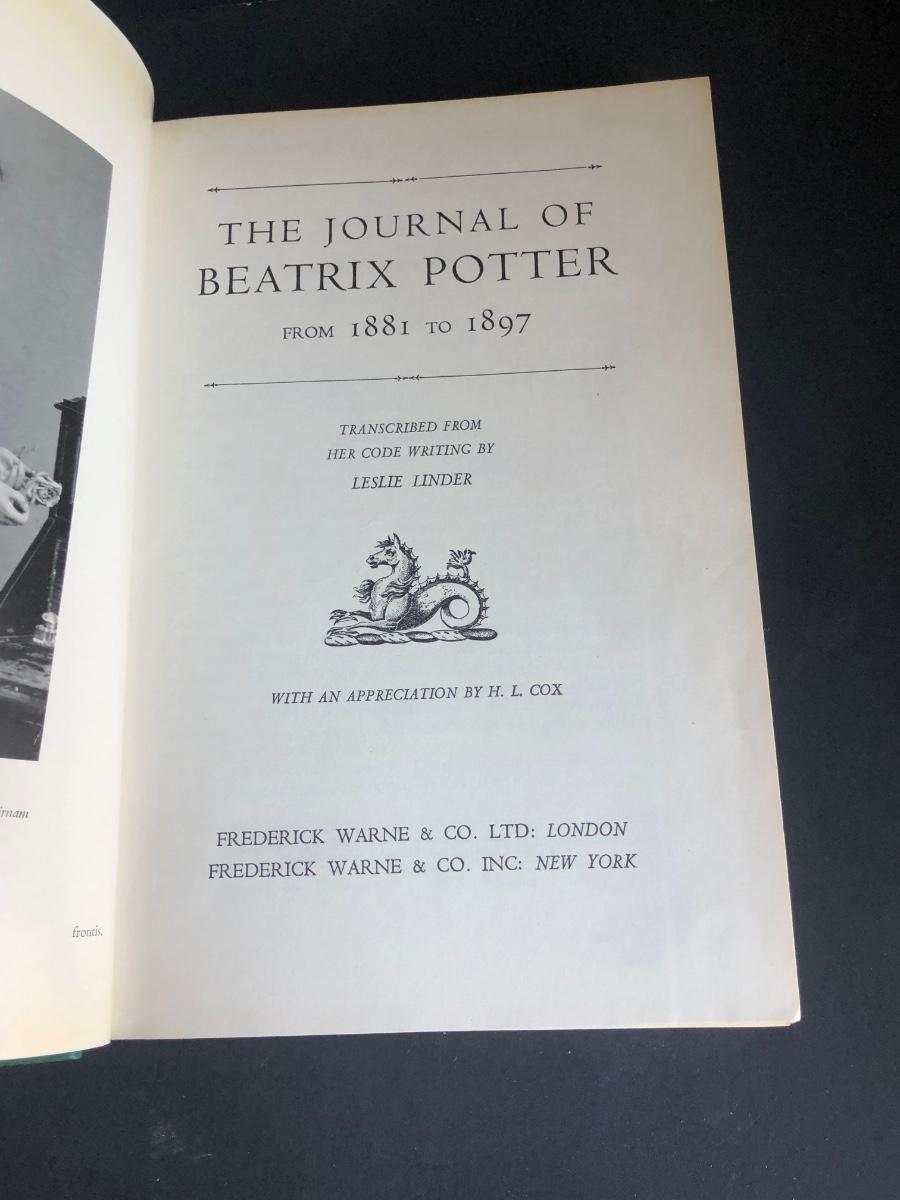 THE JOURNAL OF
BEATRIX POTTER
FROM 1881 TO 1897
TRANSCRIBED FROM
HER CODE WRITING BY
LESLIE LINDER
WITH AN APPRECIATION BY H. L. COX
FREDERICK WARNE & CO. LTD: LONDON
FREDERICK WARNE & CO. INC: NEW YORK
frontis.